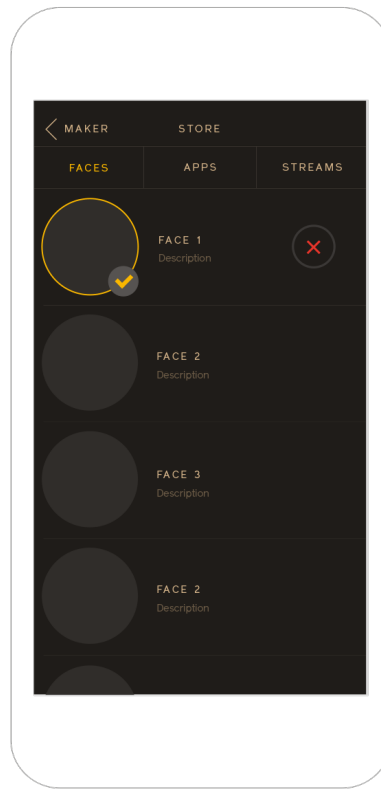 MAKER STORE
FACES APPS STREAMS
FACE 1
Description
FACE 2
Description
FACE 3
Description
FACE 2
Description